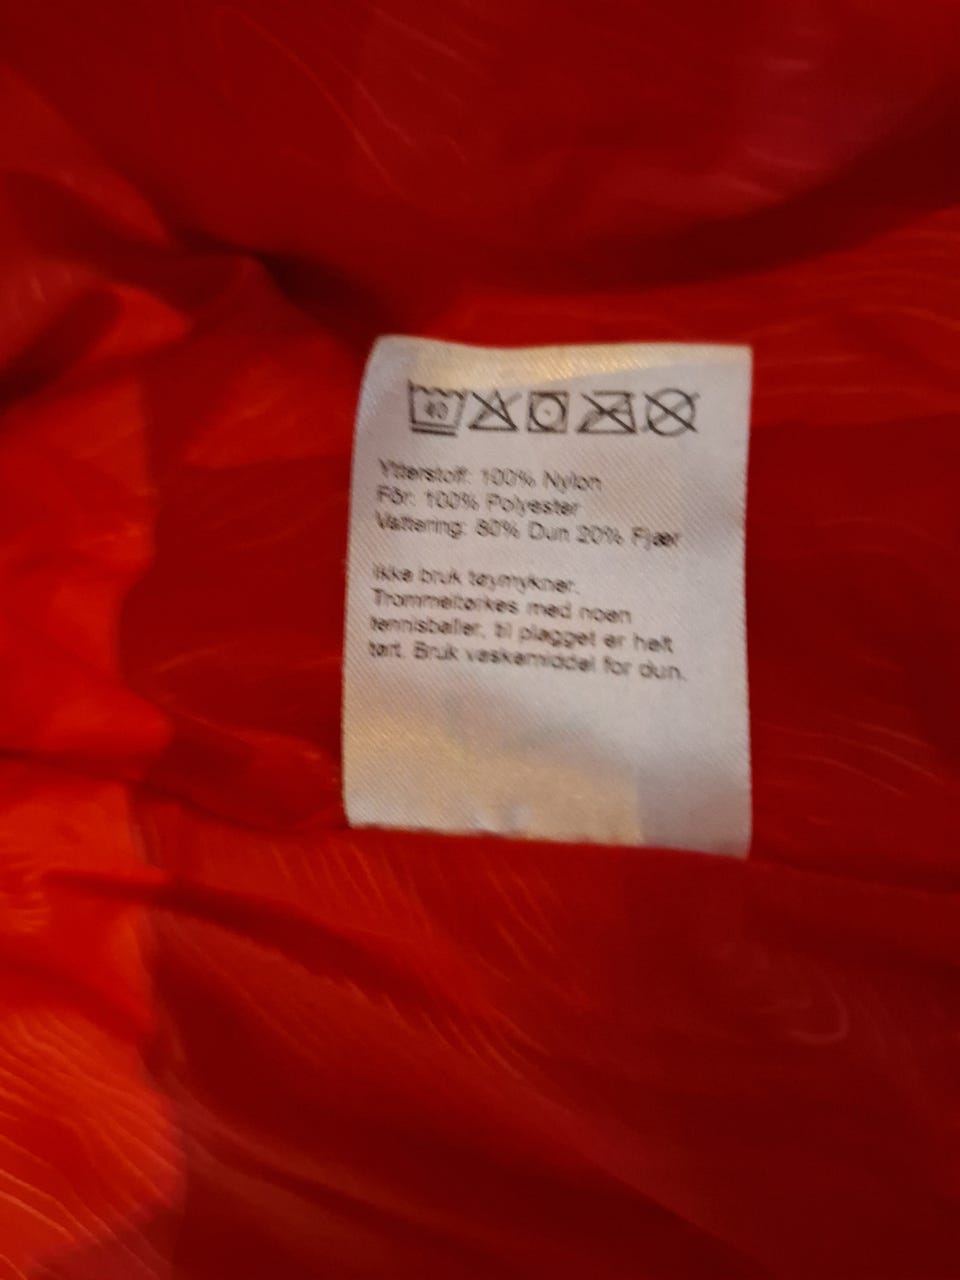 40
Ytterstoff: 100% Nylon
Fôr: 100% Polyester
Vattering: 80% Dun 20% Fjær
Ikke bruk tøymykner.
Trommeltørkes med noen
tennisballer, til plagget er helt
tørt. Bruk vaskemiddel for dun.